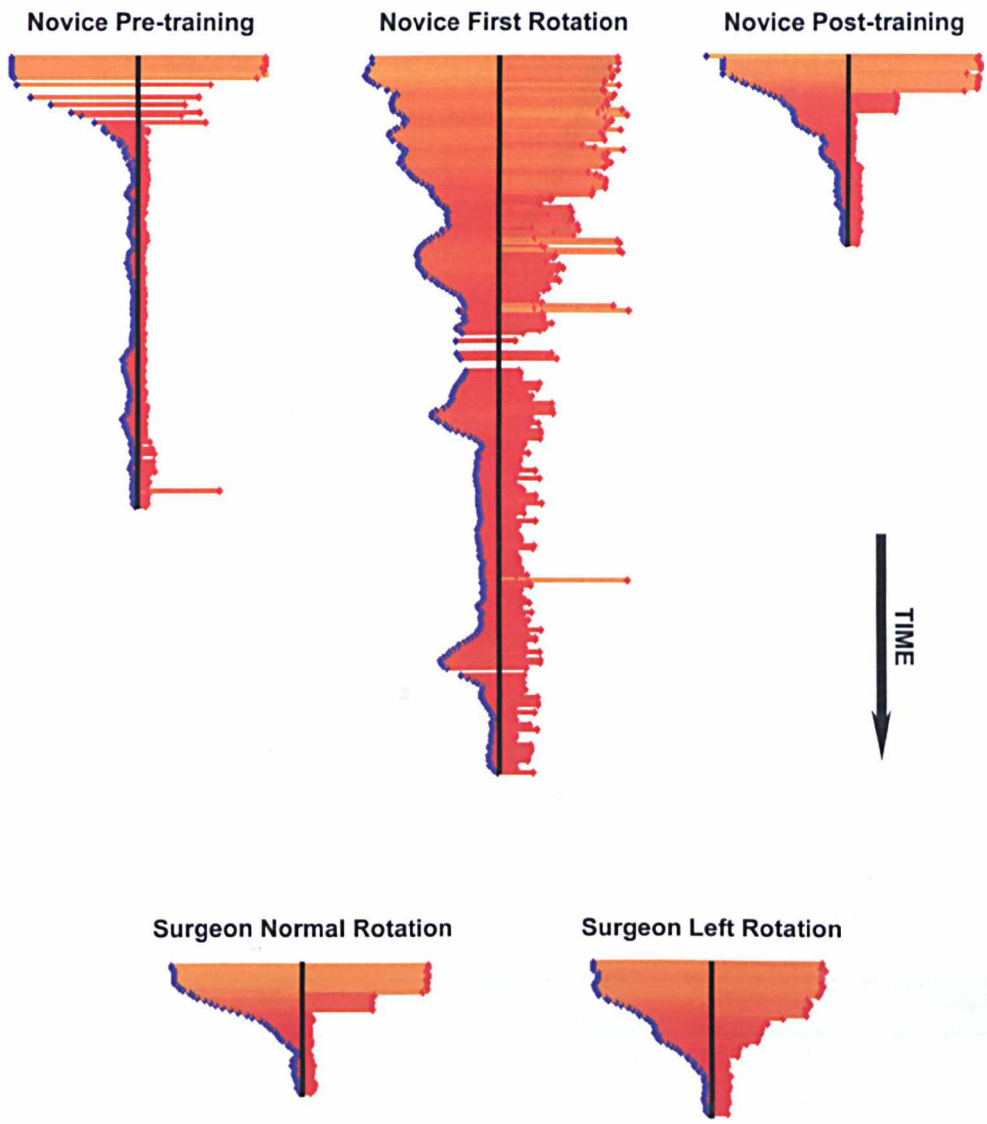 Novice Pre-training
Novice First Rotation
Novice Post-training
TIME
Surgeon Normal Rotation
Surgeon Left Rotation